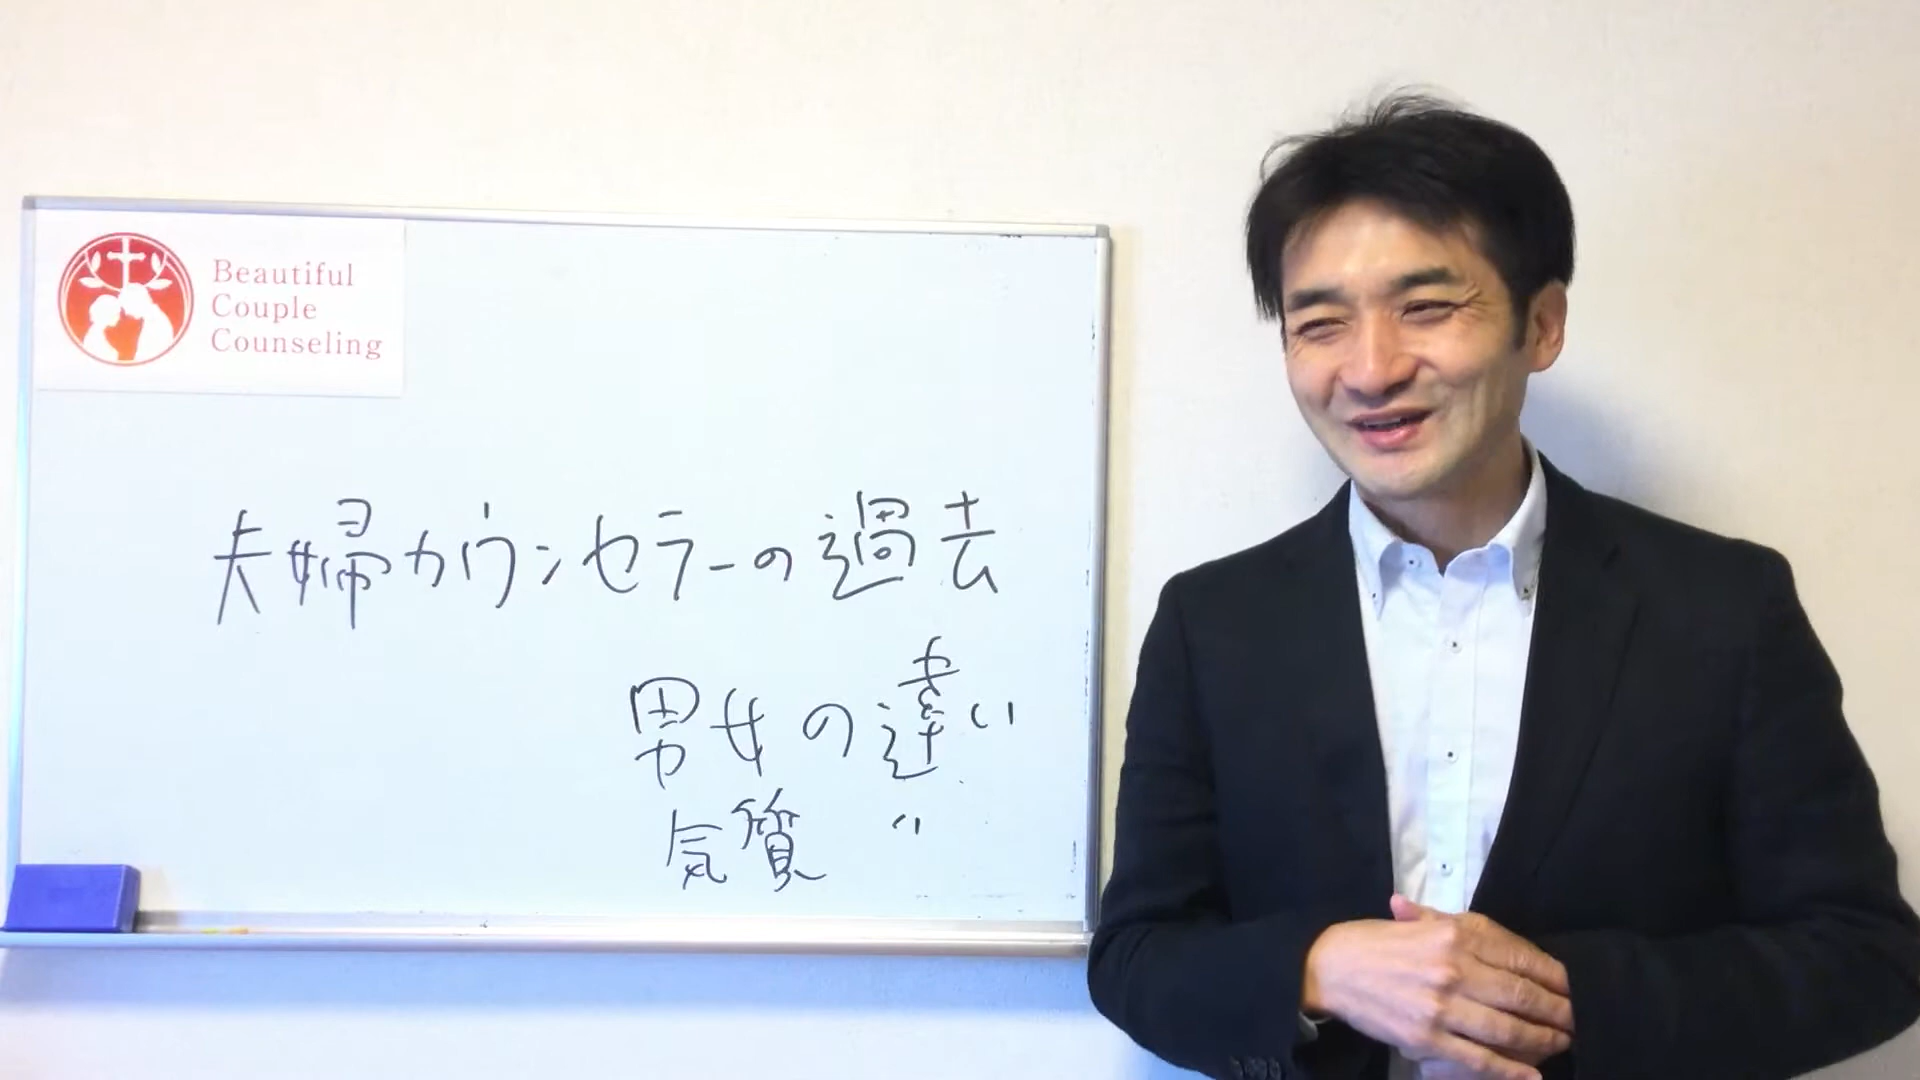 Beautiful
Couple
Counseling
夫婦カウンセラーの過去
男女の違い
気質 〃